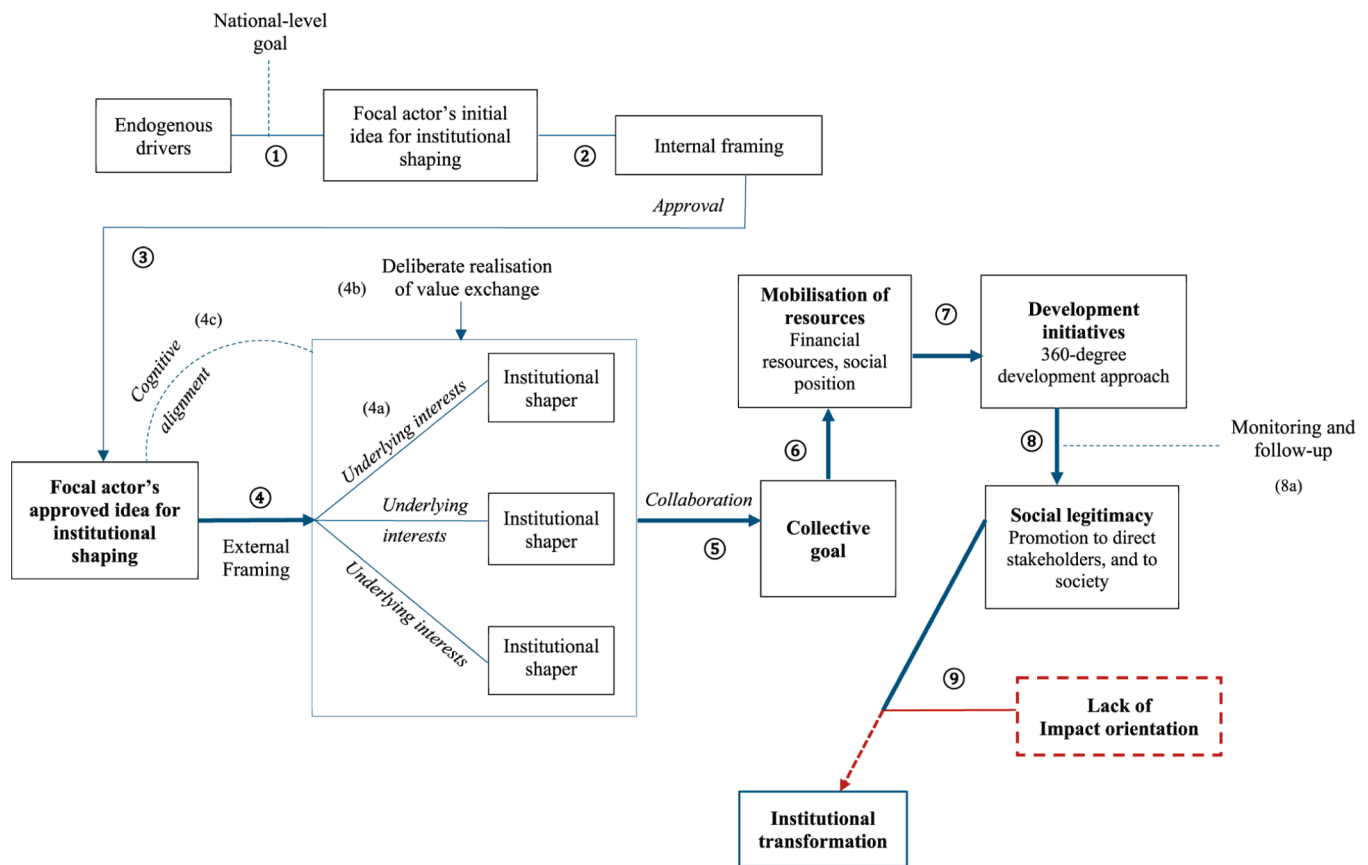 National-level
goal
Endogenous
drivers
①
Focal actor's initial
idea for institutional
shaping
②
Internal framing
Approval
③
(4b)
Deliberate realisation
of value exchange
(4c)
Cognitive
alignment
Focal actor's
approved idea for
institutional
shaping
④
External
Framing
(4a)
Underlying interests
Institutional
shaper
Underlying
interests
Institutional
shaper
Underlying interests
Institutional
shaper
Collaboration
⑤
Collective
goal
⑥
Mobilisation of
resources
Financial
resources, social
position
⑦
Development
initiatives
360-degree
development approach
⑧
Monitoring and
follow-up
(8a)
Social legitimacy
Promotion to direct
stakeholders, and to
society
⑨
Lack of
Impact orientation
Institutional
transformation